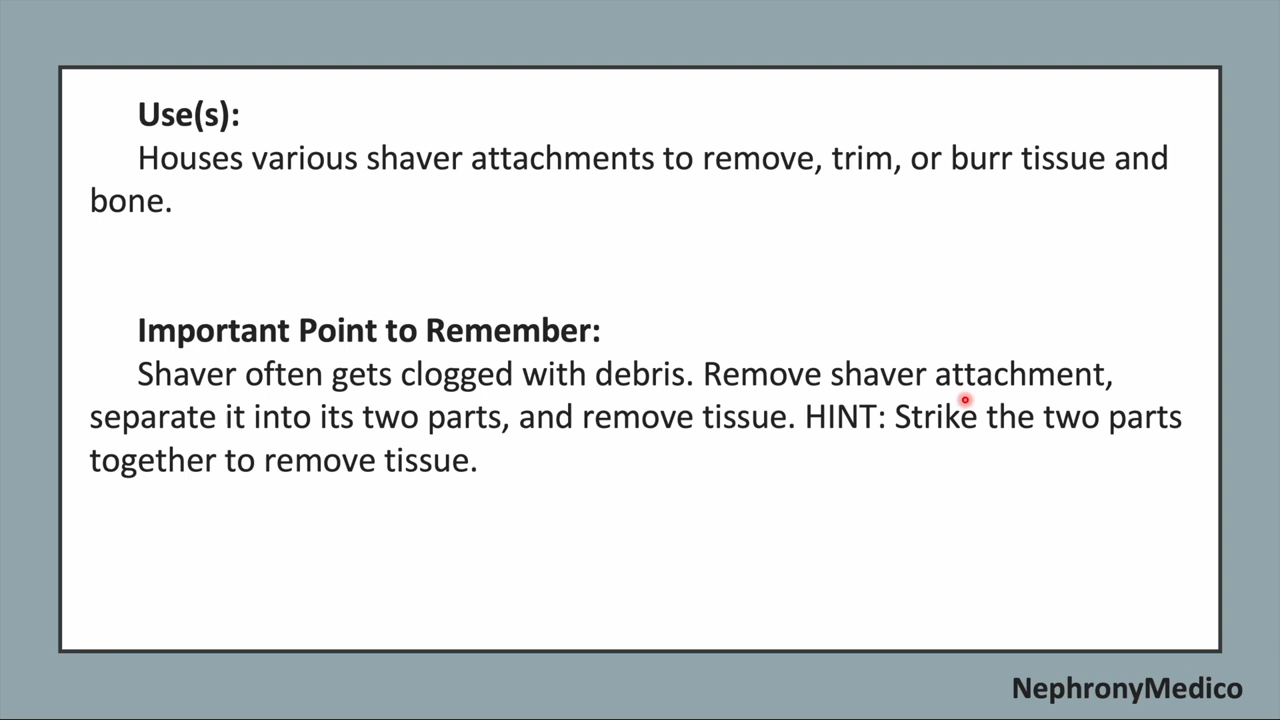 Use(s):
Houses various shaver attachments to remove, trim, or burr tissue and
bone.
Important Point to Remember:
Shaver often gets clogged with debris. Remove shaver attachment,
separate it into its two parts, and remove tissue. HINT: Strike the two parts
together to remove tissue.
NephronyMedico